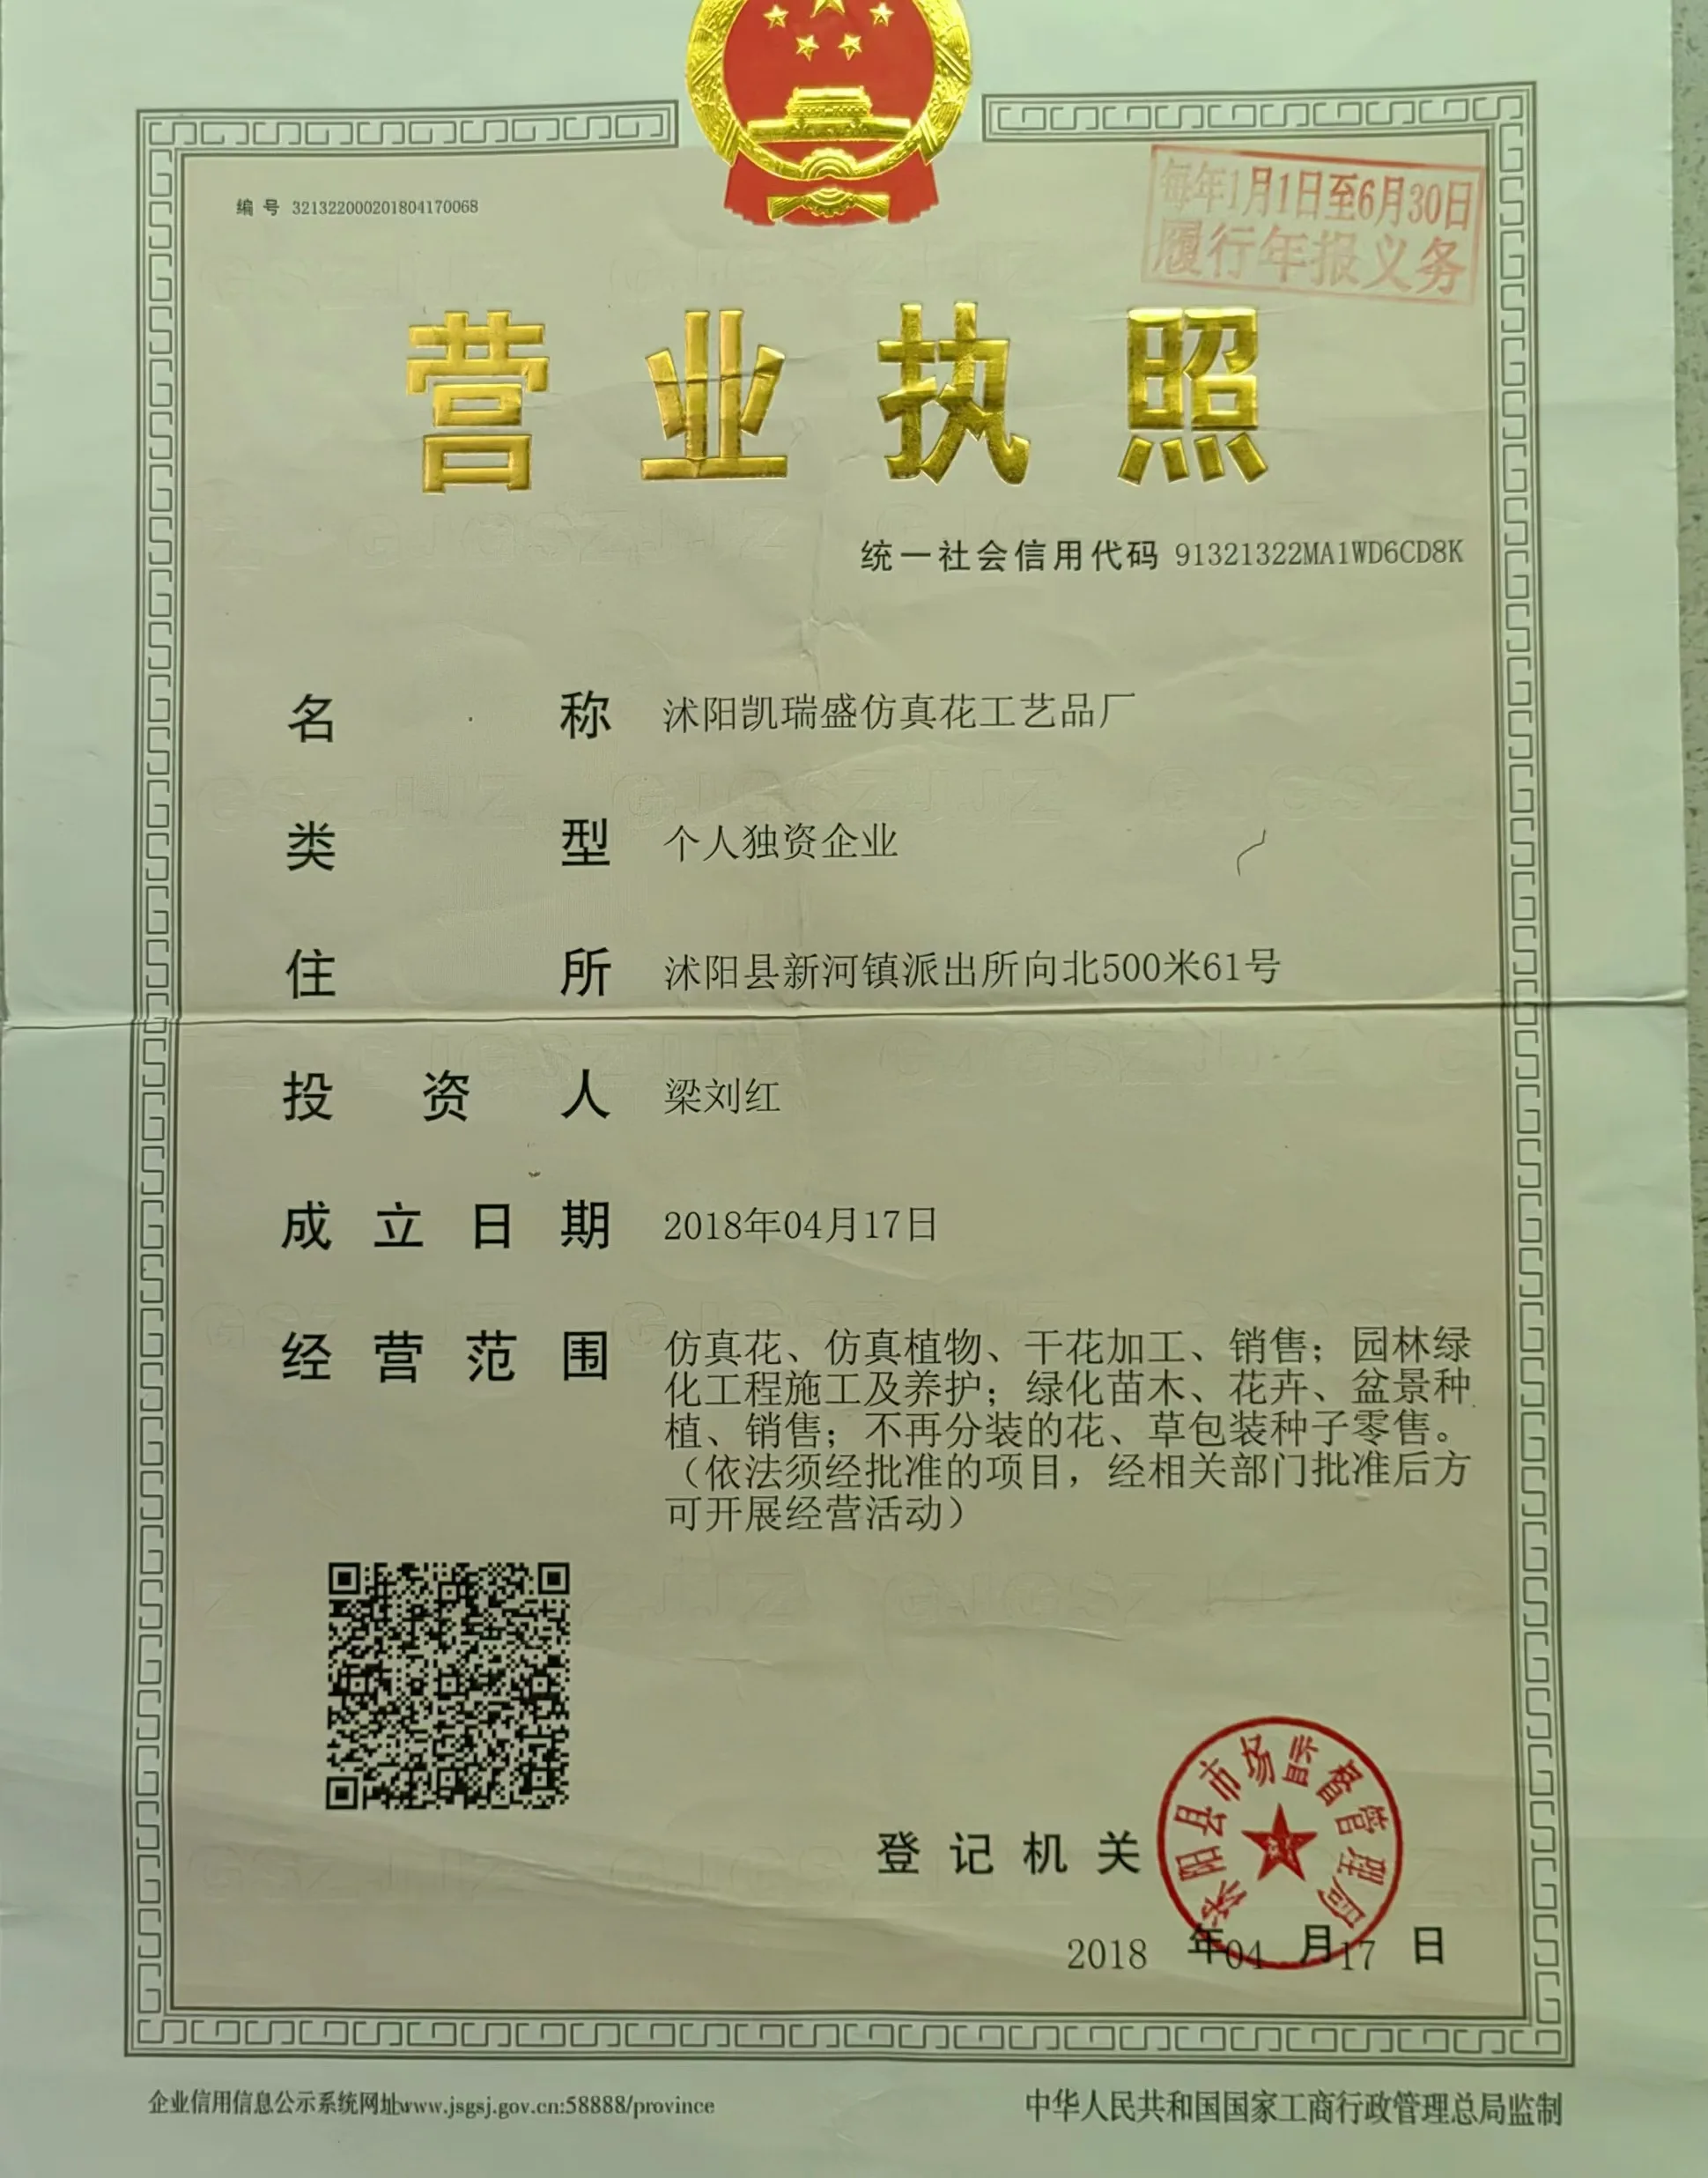 编号 321322000201804170068
每年1月1日至6月30日
履行年报义务
营业执照
统一社会信用代码 91321322MA1WD6CD8K
名称 沭阳凯瑞盛仿真花工艺品厂
类型 个人独资企业
住所 沭阳县新河镇派出所向北500米61号
投资人 梁刘红
成立日期 2018年04月17日
经营范围 仿真花、仿真植物、干花加工、销售；园林绿
化工程施工及养护；绿化苗木、花卉、盆景种
植、销售；不再分装的花、草包装种子零售。
（依法须经批准的项目，经相关部门批准后方
可开展经营活动）
沭阳县市场监督管理局
登记机关
2018 年04 月17 日
企业信用信息公示系统网址www.jsgsj.gov.cn:58888/province
中华人民共和国国家工商行政管理总局监制